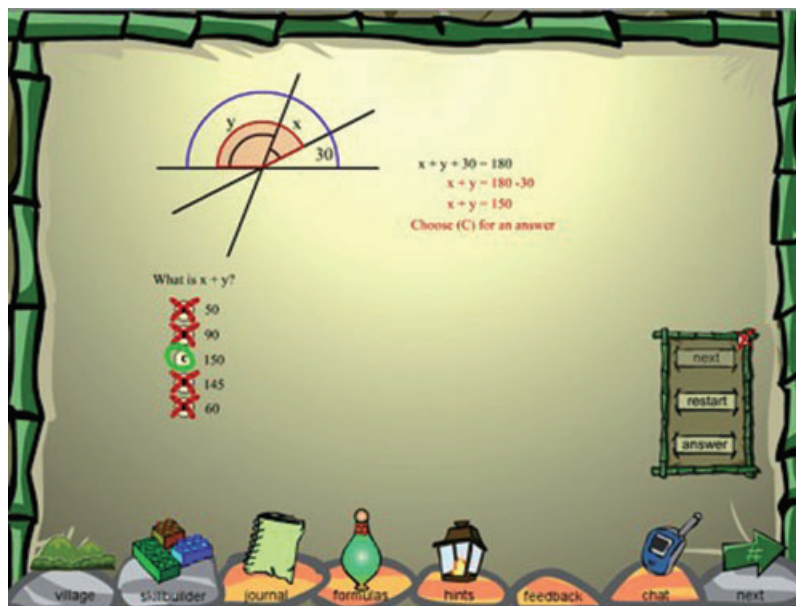 y
x
30
x + y + 30 = 180
x + y = 180 -30
x + y = 150
Choose (C) for an answer
What is x + y?
50
90
c 150
145
60
next
restart
answer
village
skillbuilder
journal
formulas
hints
feedback
chat
#
next